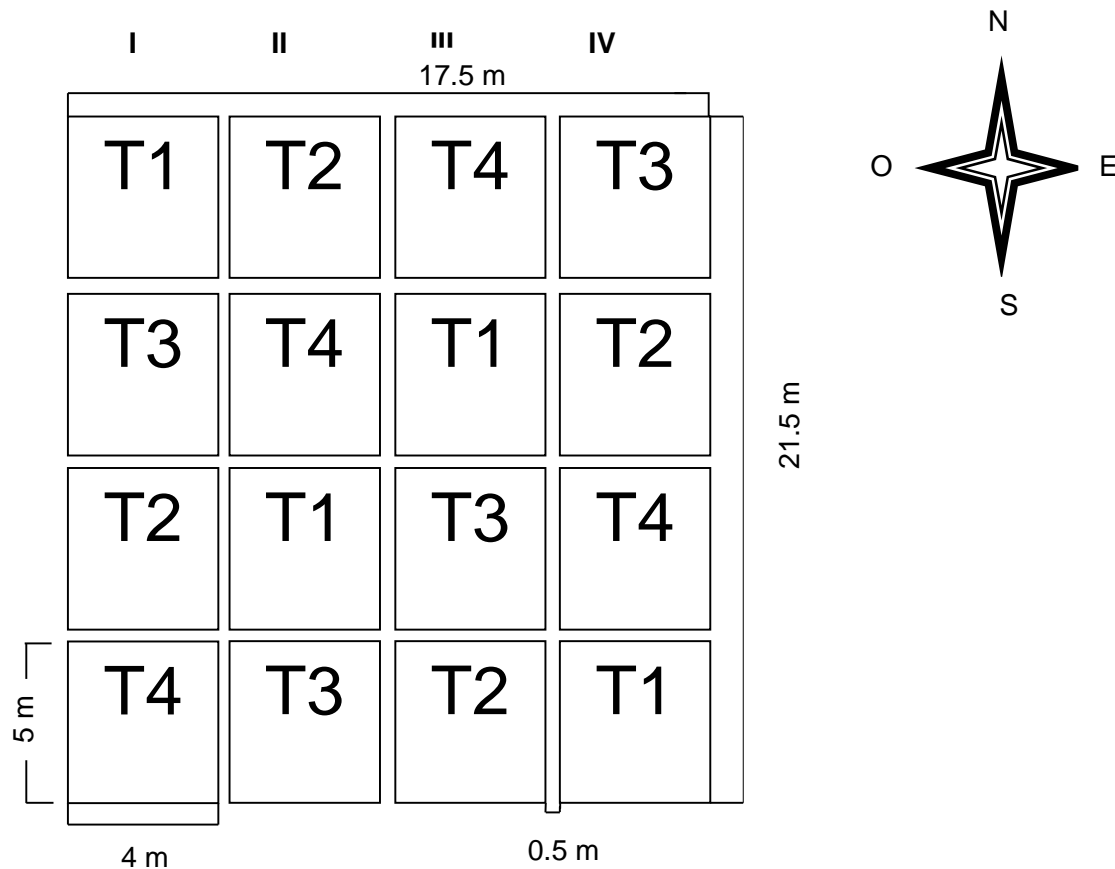 I II III IV
17.5 m
T1 T2 T4 T3
T3 T4 T1 T2
T2 T1 T3 T4
T4 T3 T2 T1
5 m
4 m
0.5 m
21.5 m
N
O E
S